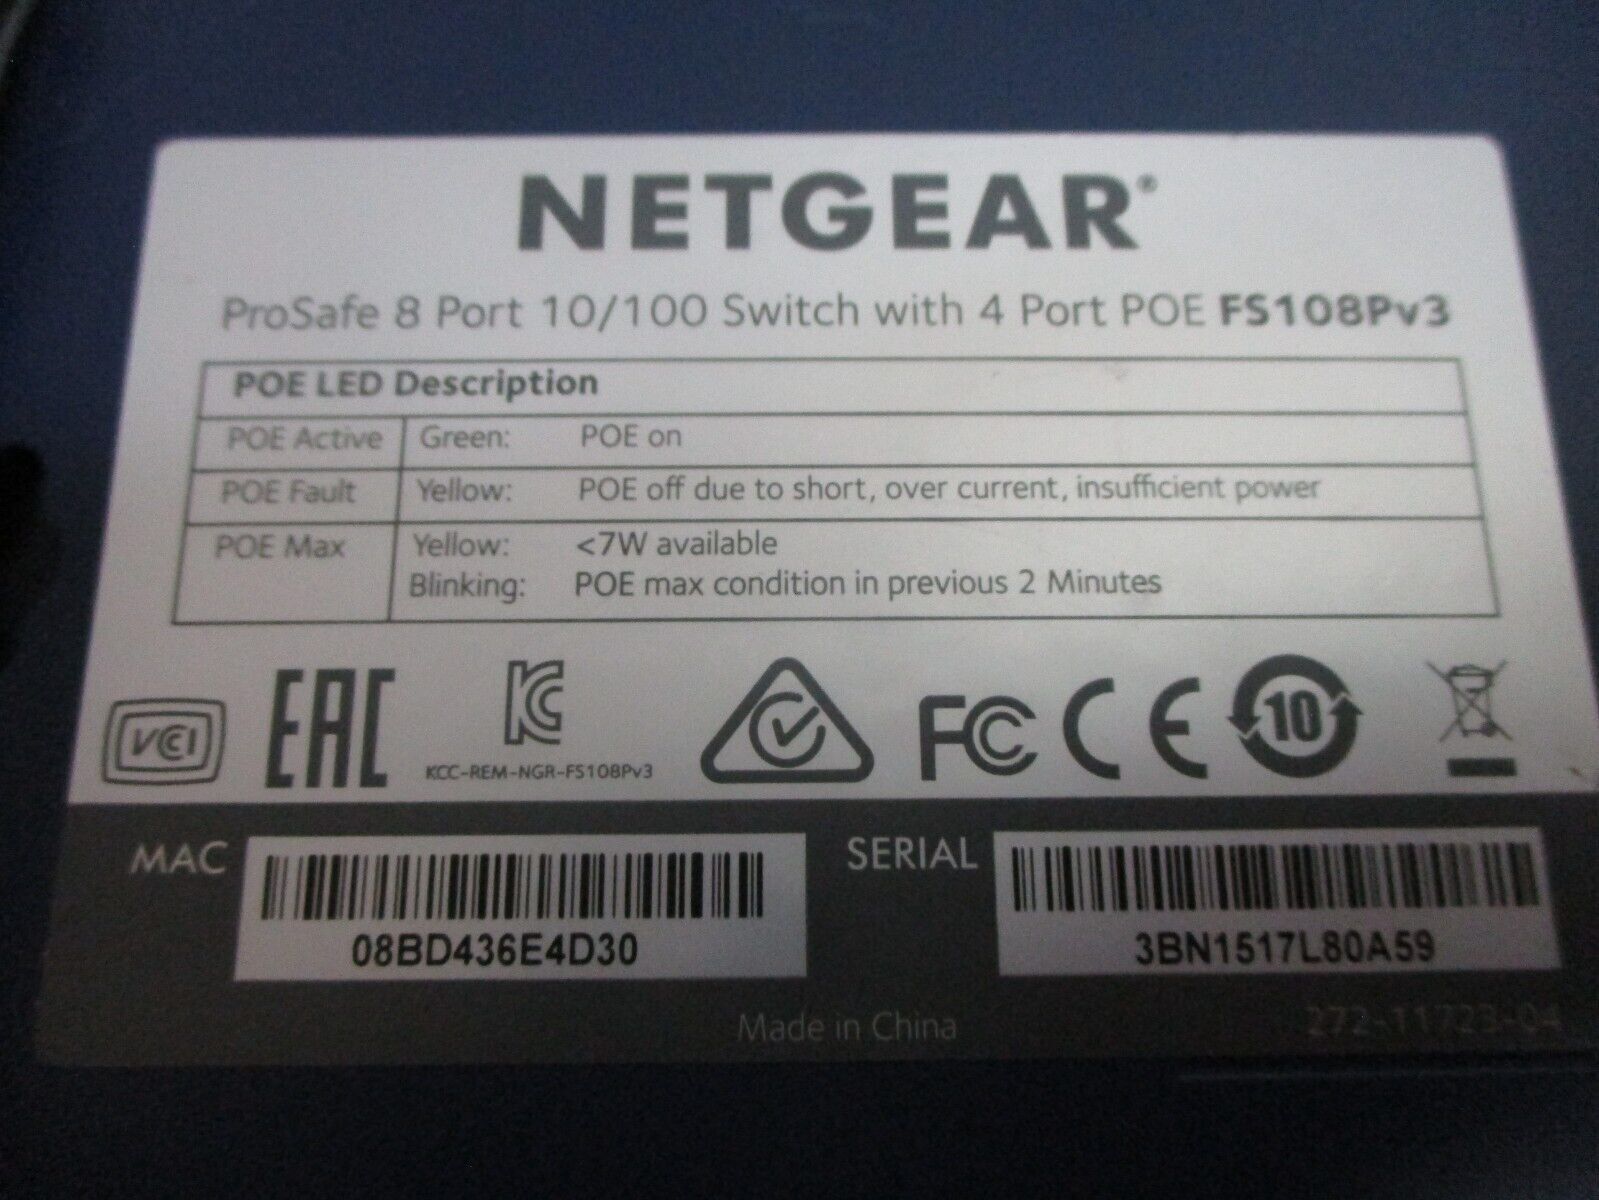 NETGEAR®
ProSafe 8 Port 10/100 Switch with 4 Port POE FS108Pv3
POE LED Description
POE Active Green: POE on
POE Fault Yellow: POE off due to short, over current, insufficient power
POE Max Yellow: <7W available
Blinking: POE max condition in previous 2 Minutes
VCCI EAC KC FC CE 10
KCC-REM-NGR-FS108Pv3
MAC SERIAL
08BD436E4D30 3BN1517L80A59
Made in China 272-11723-04